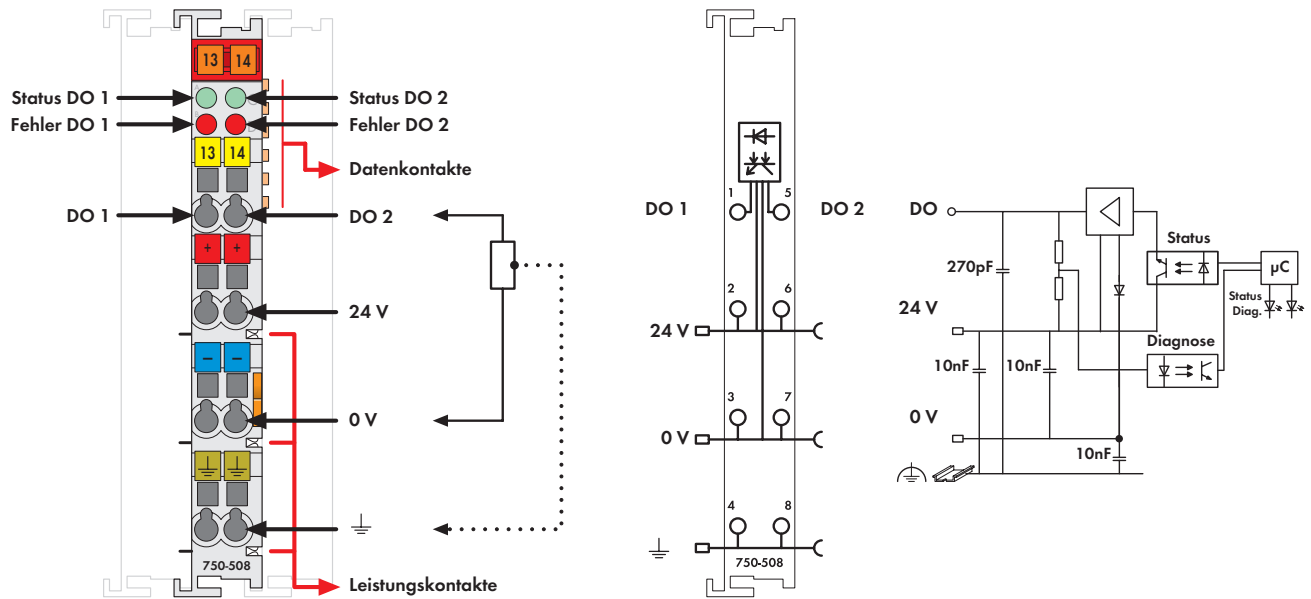 13 14
Status DO 1
Status DO 2
Fehler DO 1
Fehler DO 2
13 14
Datenkontakte
DO 1
DO 2
+ +
24 V
− −
0 V
750-508
Leistungskontakte
DO 1
1
5
DO 2
2
6
24 V
3
7
0 V
4
8
750-508
DO
Status
270pF
µC
24 V
Status
Diag.
Diagnose
10nF
10nF
0 V
10nF